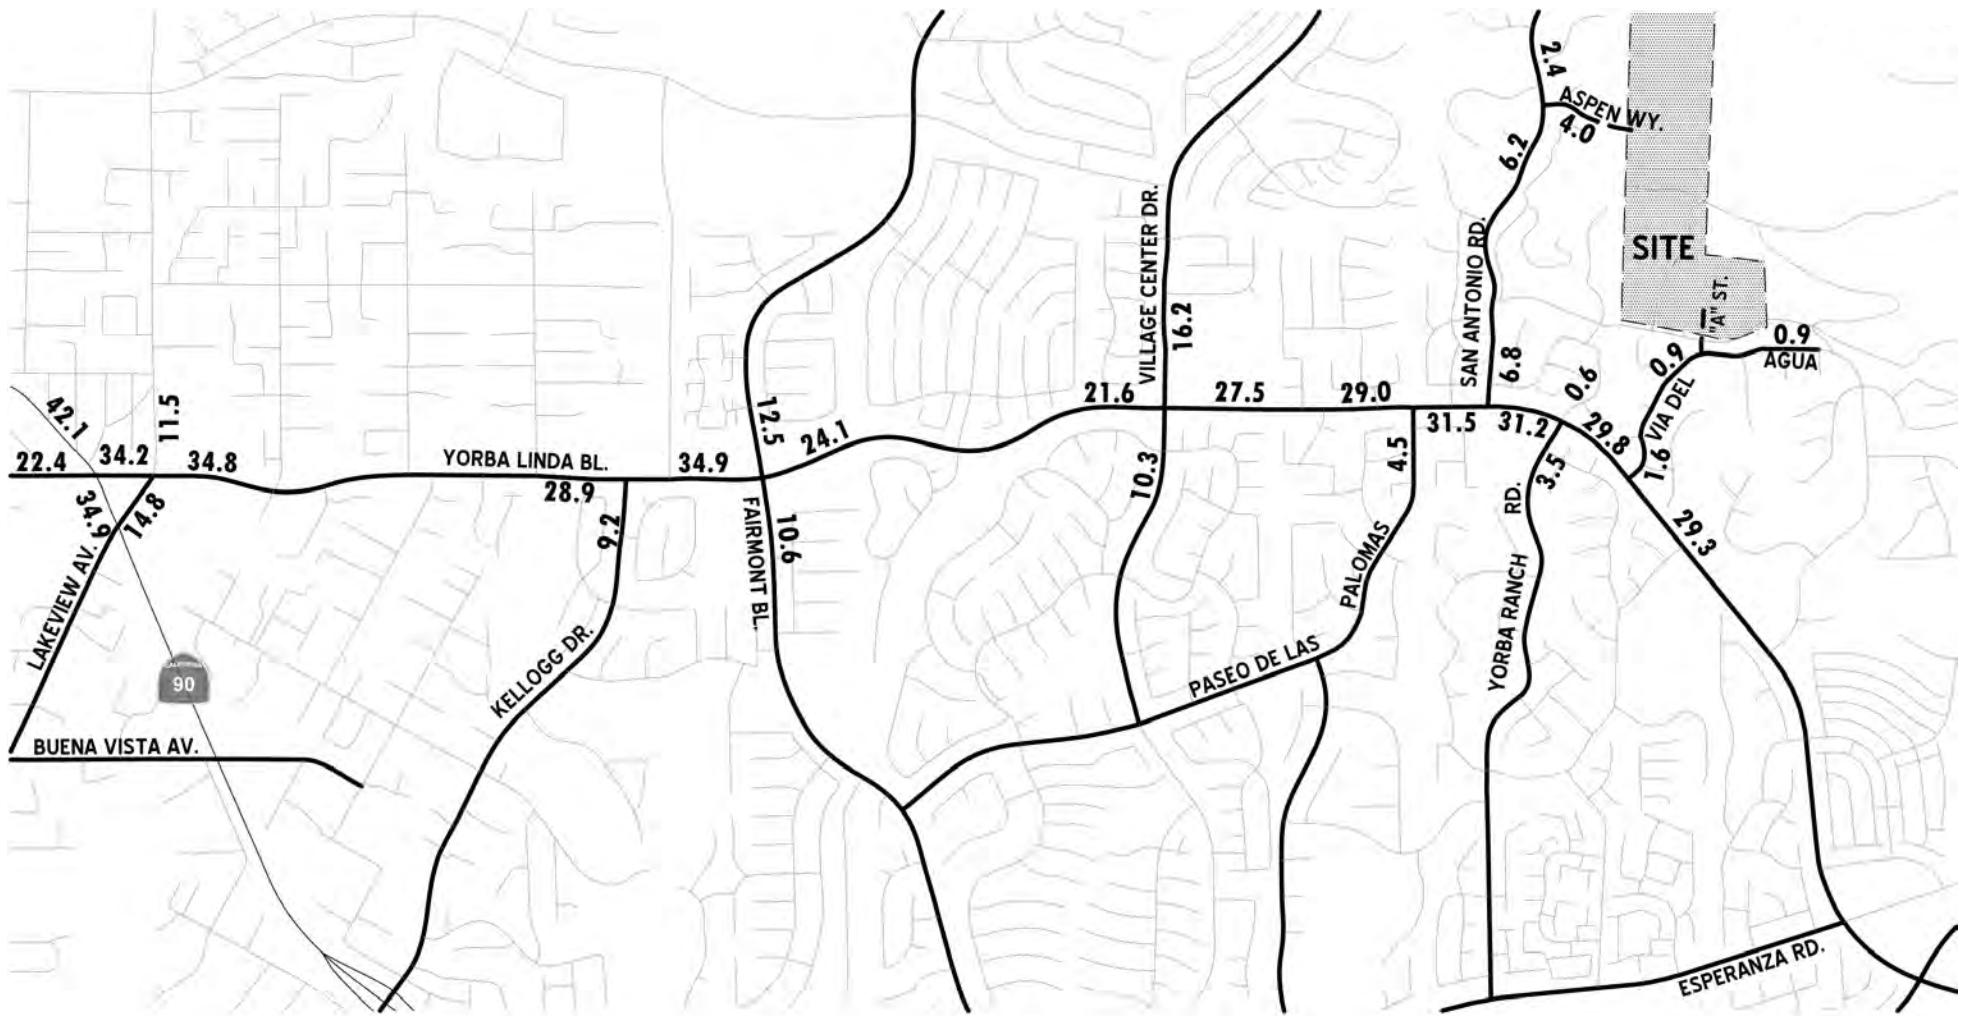 2.4
ASPEN WY.
4.0
6.2
VILLAGE CENTER DR.
SAN ANTONIO RD.
SITE
"A" ST.
16.2
6.8
0.6
0.9
0.9
AGUA
VIA DEL
1.6
42.1
11.5
12.5
24.1
21.6
27.5
29.0
31.5
31.2
29.8
22.4
34.2
34.8
YORBA LINDA BL.
28.9
34.9
34.9
14.8
9.2
FAIRMONT BL.
10.6
10.3
4.5
3.5
29.3
LAKEVIEW AV.
CALIFORNIA
90
KELLOGG DR.
PASEO DE LAS
PALOMAS
YORBA RANCH
RD.
BUENA VISTA AV.
ESPERANZA RD.